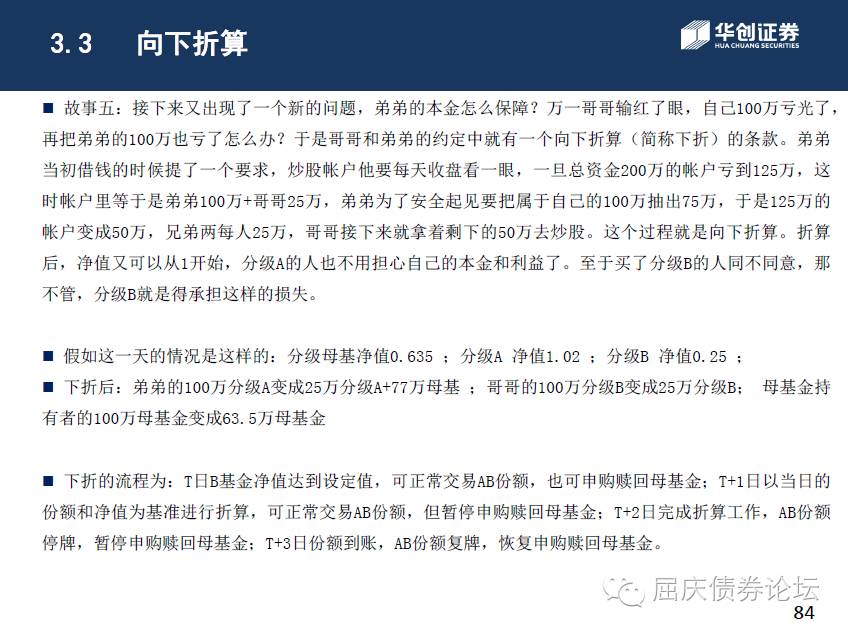 3.3 向下折算
华创证券
HUA CHUANG SECURITIES
■ 故事五：接下来又出现了一个新的问题，弟弟的本金怎么保障？万一哥哥输红了眼，自己100万亏光了，
再把弟弟的100万也亏了怎么办？于是哥哥和弟弟的约定中就有一个向下折算（简称下折）的条款。弟弟
当初借钱的时候提了一个要求，炒股帐户他要每天收盘看一眼，一旦总资金200万的帐户亏到125万，这
时帐户里等于是弟弟100万+哥哥25万，弟弟为了安全起见要把属于自己的100万抽出75万，于是125万的
帐户变成50万，兄弟两每人25万，哥哥接下来就拿着剩下的50万去炒股。这个过程就是向下折算。折算
后，净值又可以从1开始，分级A的人也不用担心自己的本金和利益了。至于买了分级B的人同不同意，那
不管，分级B就是得承担这样的损失。
■ 假如这一天的情况是这样的：分级母基净值0.635 ；分级A 净值1.02 ；分级B 净值0.25 ；
■ 下折后：弟弟的100万分级A变成25万分级A+77万母基 ；哥哥的100万分级B变成25万分级B； 母基金持
有者的100万母基金变成63.5万母基金
■ 下折的流程为：T日B基金净值达到设定值，可正常交易AB份额，也可申购赎回母基金；T+1日以当日的
份额和净值为基准进行折算，可正常交易AB份额，但暂停申购赎回母基金；T+2日完成折算工作，AB份额
停牌，暂停申购赎回母基金；T+3日份额到账，AB份额复牌，恢复申购赎回母基金。
屈庆债券论坛
84